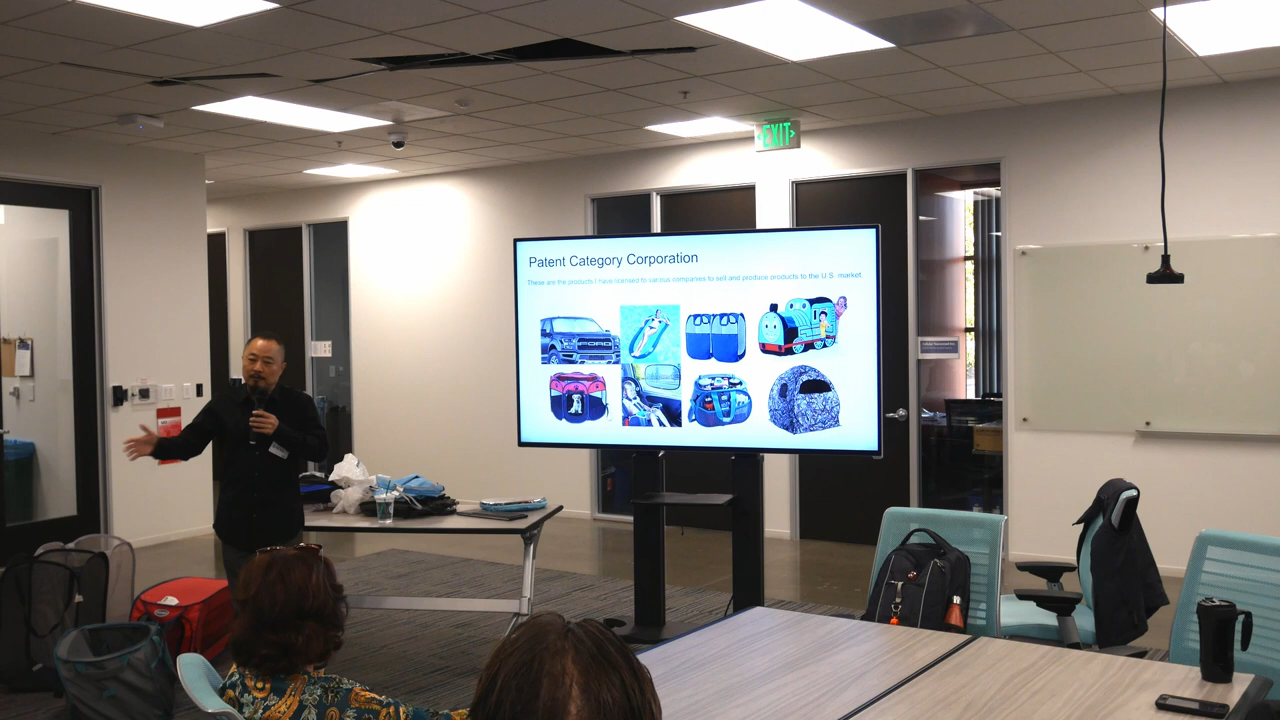 EXIT
Patent Category Corporation
These are the products I have licensed to various companies to sell and produce products to the U.S. market.
FORD